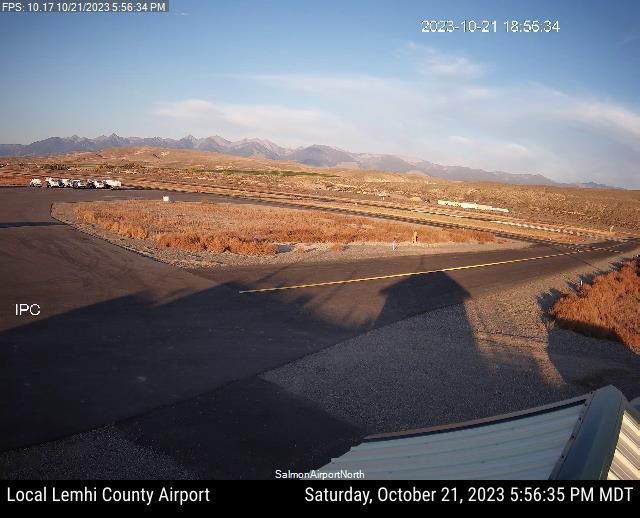 FPS: 10.17 10/21/2023 5:56:34 PM
2023-10-21 18:56:34
IPC
SalmonAirportNorth
Local Lemhi County Airport Saturday, October 21, 2023 5:56:35 PM MDT